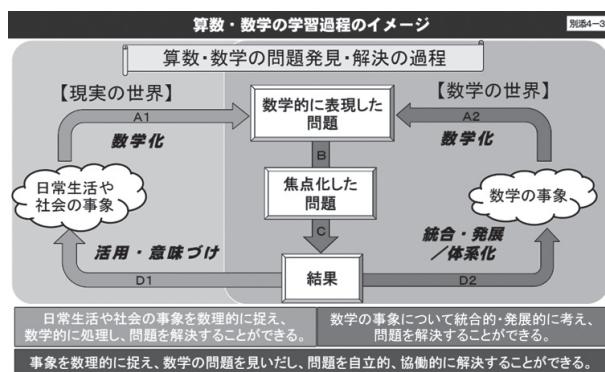 算数・数学の学習過程のイメージ
別添4－3
算数・数学の問題発見・解決の過程
【現実の世界】
【数学の世界】
A1
数学的に表現した
問題
A2
数学化
数学化
B
日常生活や
社会の事象
焦点化した
問題
数学の事象
C
活用・意味づけ
統合・発展
／体系化
結果
D1
D2
日常生活や社会の事象を数理的に捉え、
数学的に処理し、問題を解決することができる。
数学の事象について統合的・発展的に考え、
問題を解決することができる。
事象を数理的に捉え、数学の問題を見いだし、問題を自立的、協働的に解決することができる。